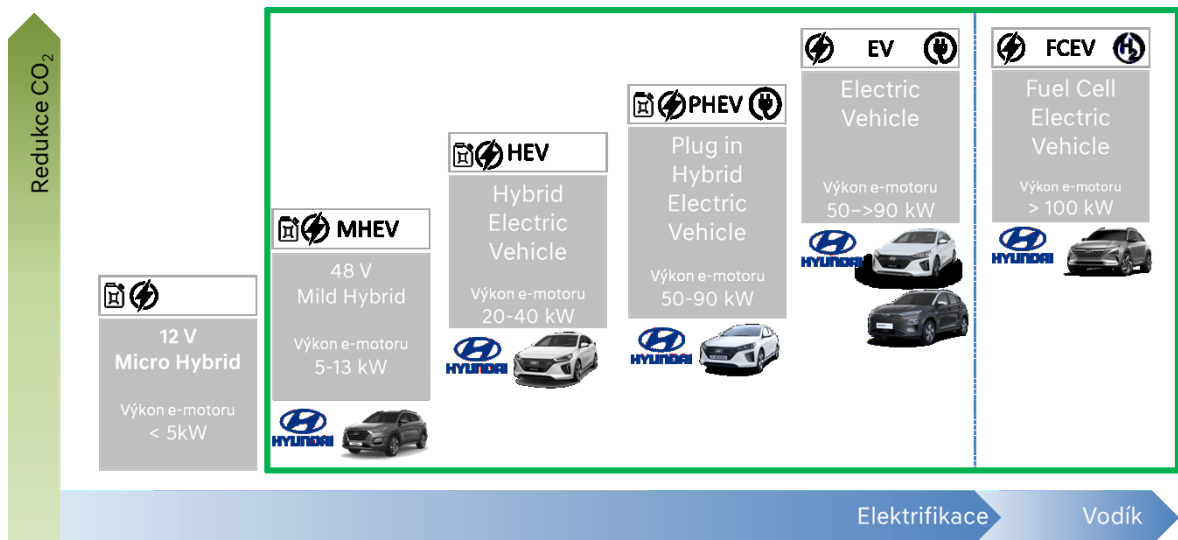 Redukce CO₂
12 V
Micro Hybrid
Výkon e-motoru
< 5kW
MHEV
48 V
Mild Hybrid
Výkon e-motoru
5-13 kW
HYUNDAI
HEV
Hybrid
Electric
Vehicle
Výkon e-motoru
20-40 kW
HYUNDAI
PHEV
Plug in
Hybrid
Electric
Vehicle
Výkon e-motoru
50-90 kW
HYUNDAI
EV
Electric
Vehicle
Výkon e-motoru
50–>90 kW
HYUNDAI
FCEV
H₂
Fuel Cell
Electric
Vehicle
Výkon e-motoru
> 100 kW
HYUNDAI
Elektrifikace
Vodík